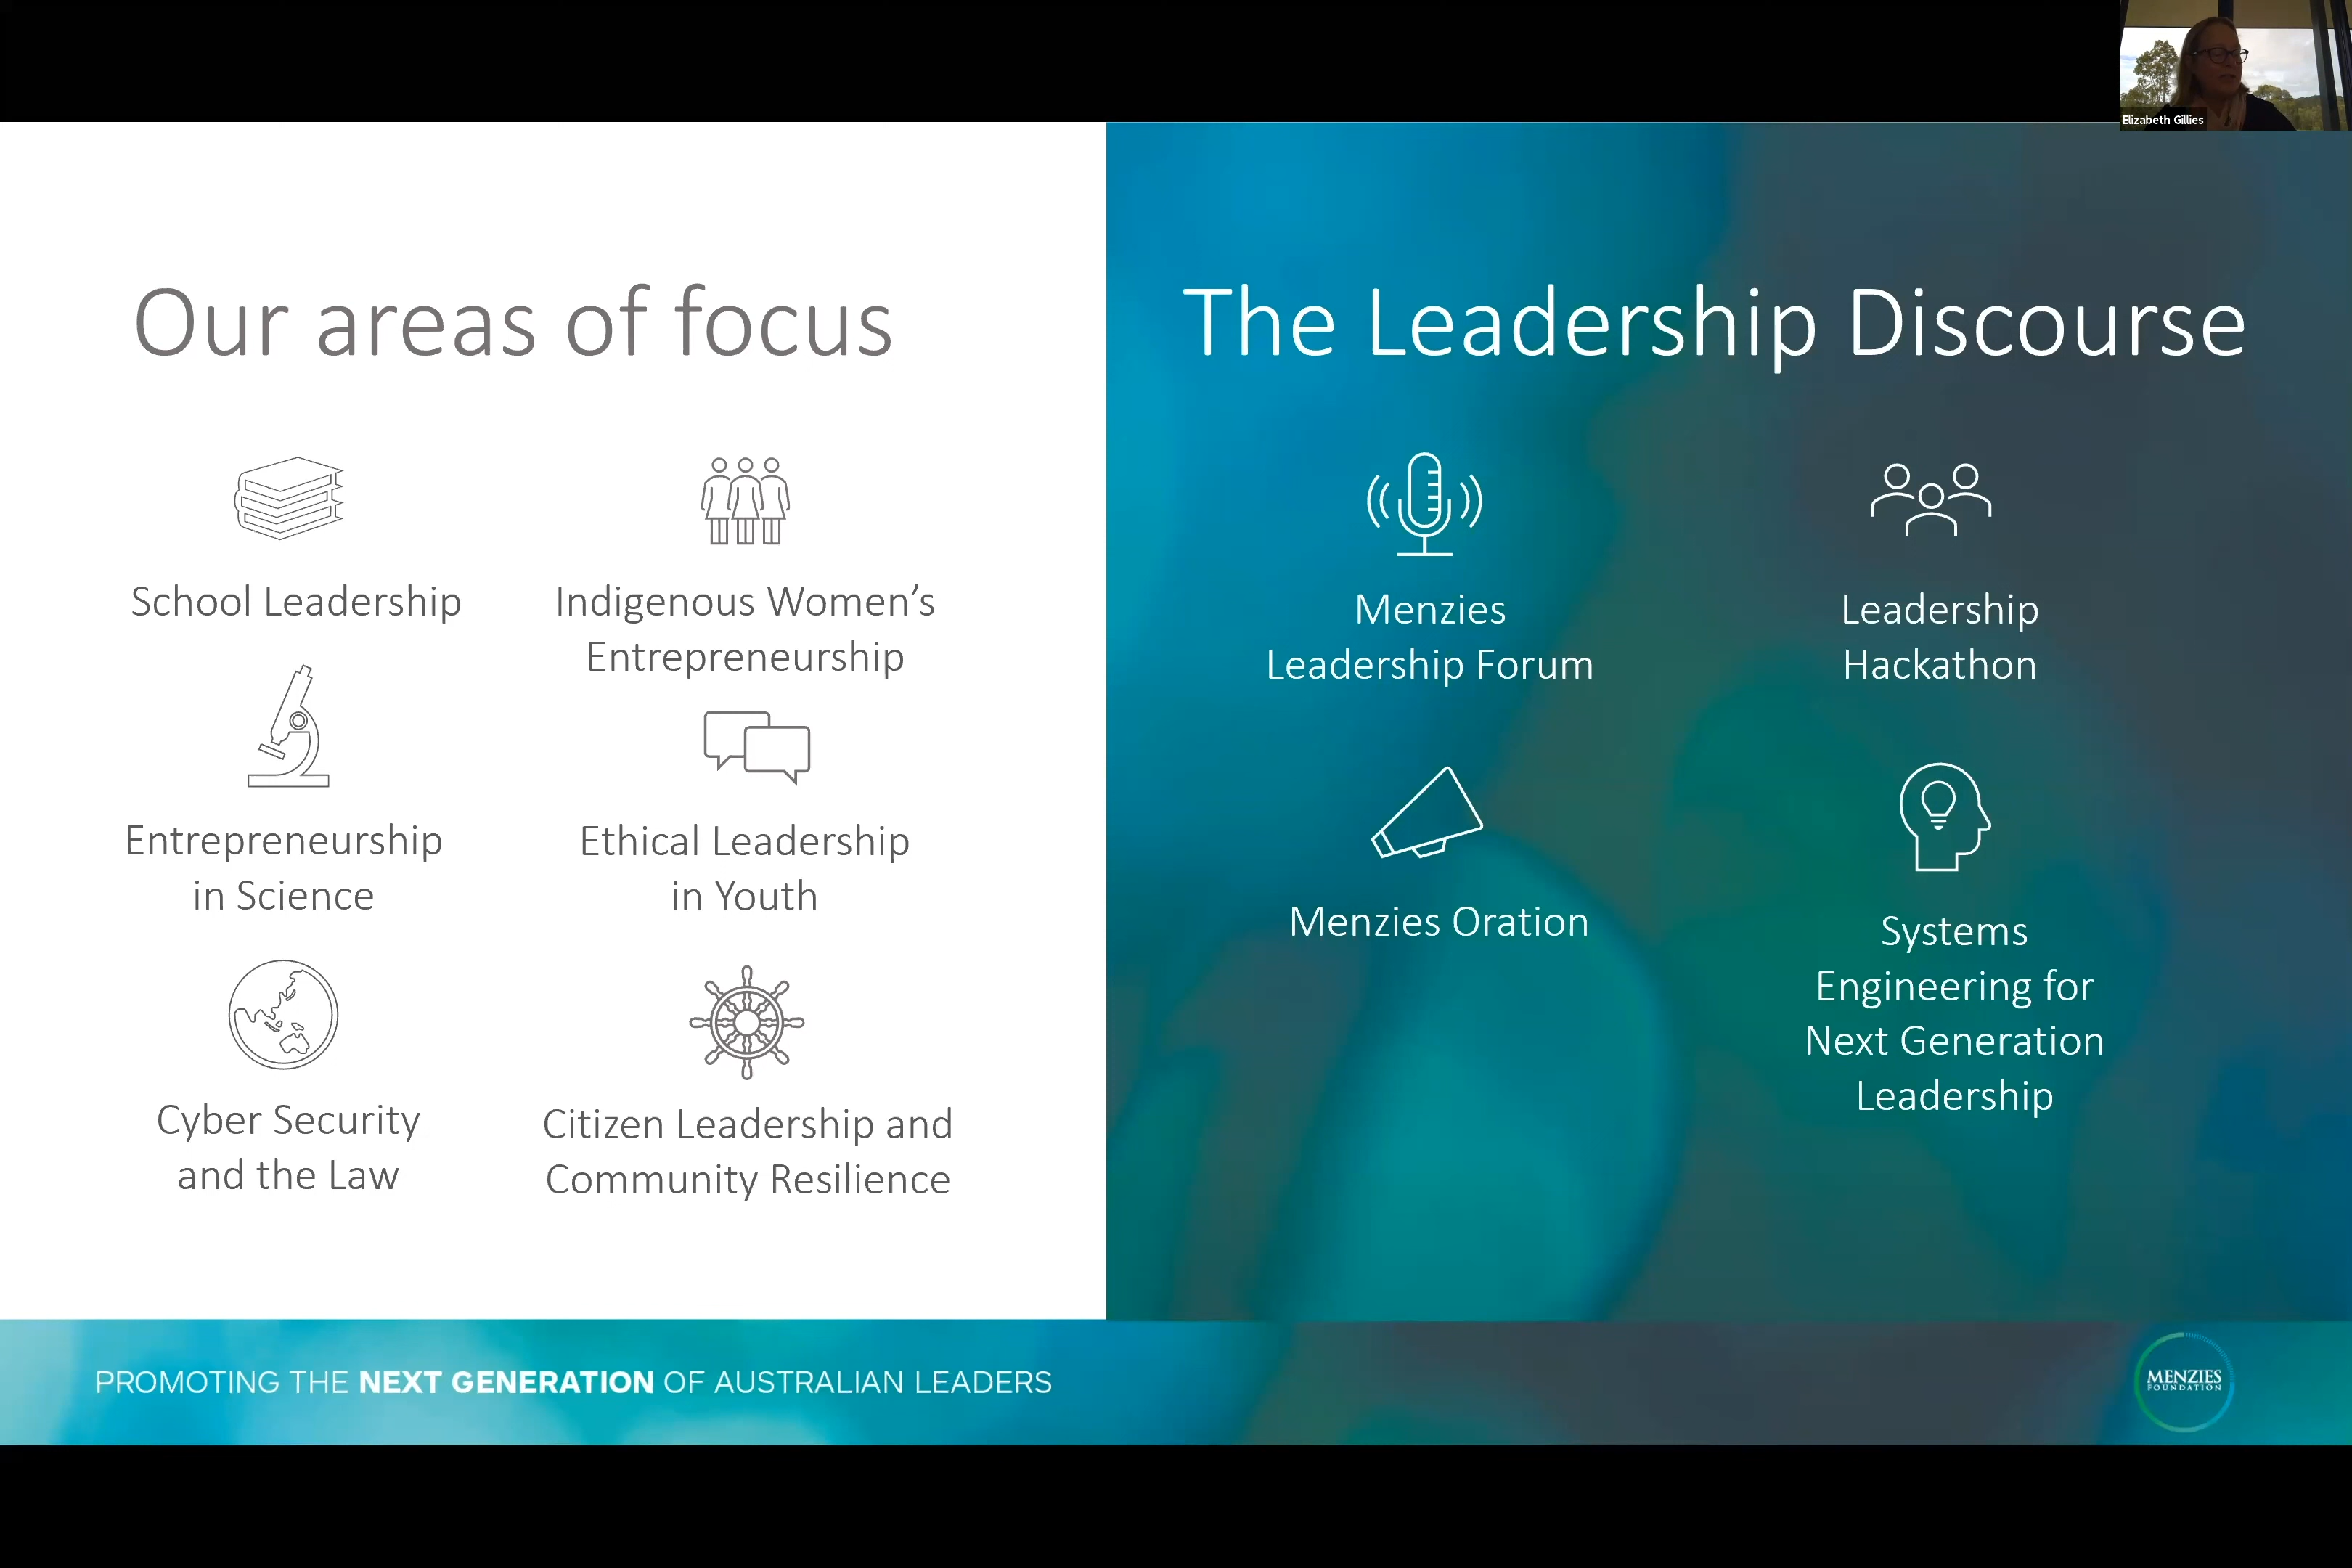 Elizabeth Gillies
Our areas of focus
School Leadership
Indigenous Women’s
Entrepreneurship
Entrepreneurship
in Science
Ethical Leadership
in Youth
Cyber Security
and the Law
Citizen Leadership and
Community Resilience
The Leadership Discourse
Menzies
Leadership Forum
Leadership
Hackathon
Menzies Oration
Systems
Engineering for
Next Generation
Leadership
PROMOTING THE NEXT GENERATION OF AUSTRALIAN LEADERS
MENZIES
FOUNDATION